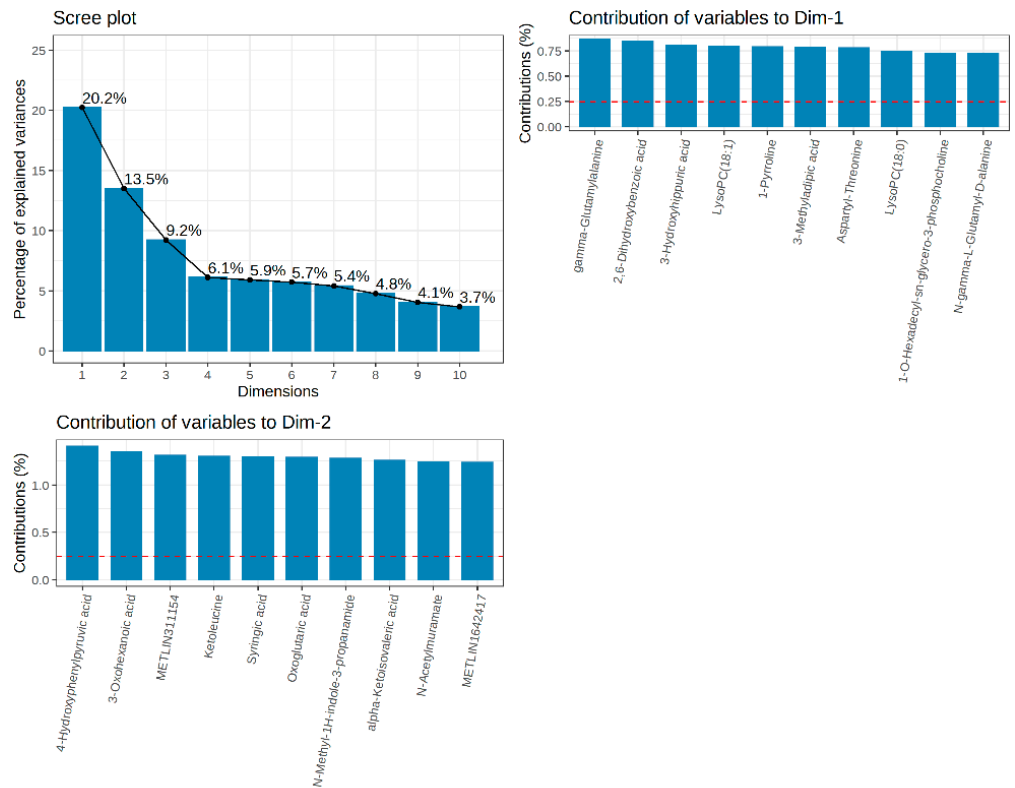 Scree plot
Percentage of explained variances
25
20
15
10
5
0
20.2%
13.5%
9.2%
6.1%
5.9%
5.7%
5.4%
4.8%
4.1%
3.7%
1 2 3 4 5 6 7 8 9 10
Dimensions
Contribution of variables to Dim-1
Contributions (%)
0.75
0.50
0.25
0.00
gamma-Glutamylalanine
2,6-Dihydroxybenzoic acid
3-Hydroxyhippuric acid
LysoPC(18:1)
1-Pyrroline
3-Methyladipic acid
Aspartyl-Threonine
LysoPC(18:0)
1-O-Hexadecyl-sn-glycero-3-phosphocholine
N-gamma-L-Glutamyl-D-alanine
Contribution of variables to Dim-2
Contributions (%)
1.0
0.5
0.0
4-Hydroxyphenylpyruvic acid
3-Oxohexanoic acid
METLIN311154
Ketoleucine
Syringic acid
Oxoglutaric acid
N-Methyl-1H-indole-3-propanamide
alpha-Ketoisovaleric acid
N-Acetylmuramate
METLIN1642417